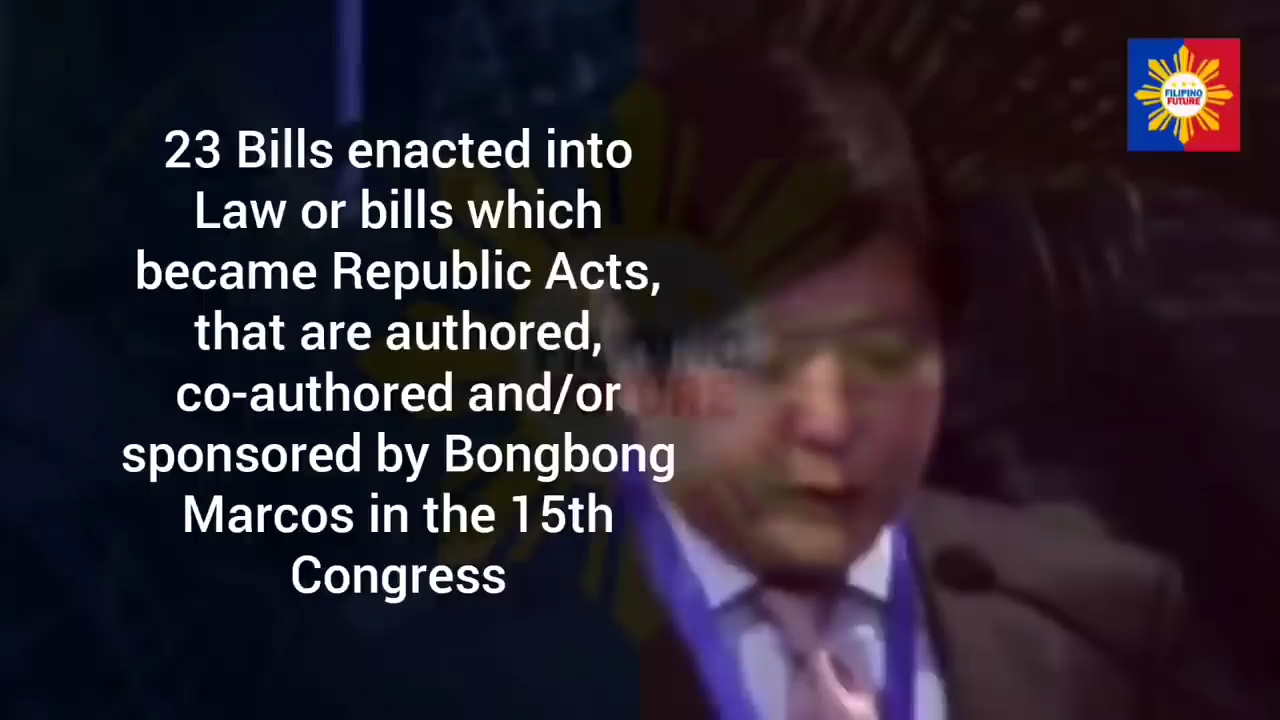 23 Bills enacted into
Law or bills which
became Republic Acts,
that are authored,
co-authored and/or
sponsored by Bongbong
Marcos in the 15th
Congress
FILIPINO
FUTURE